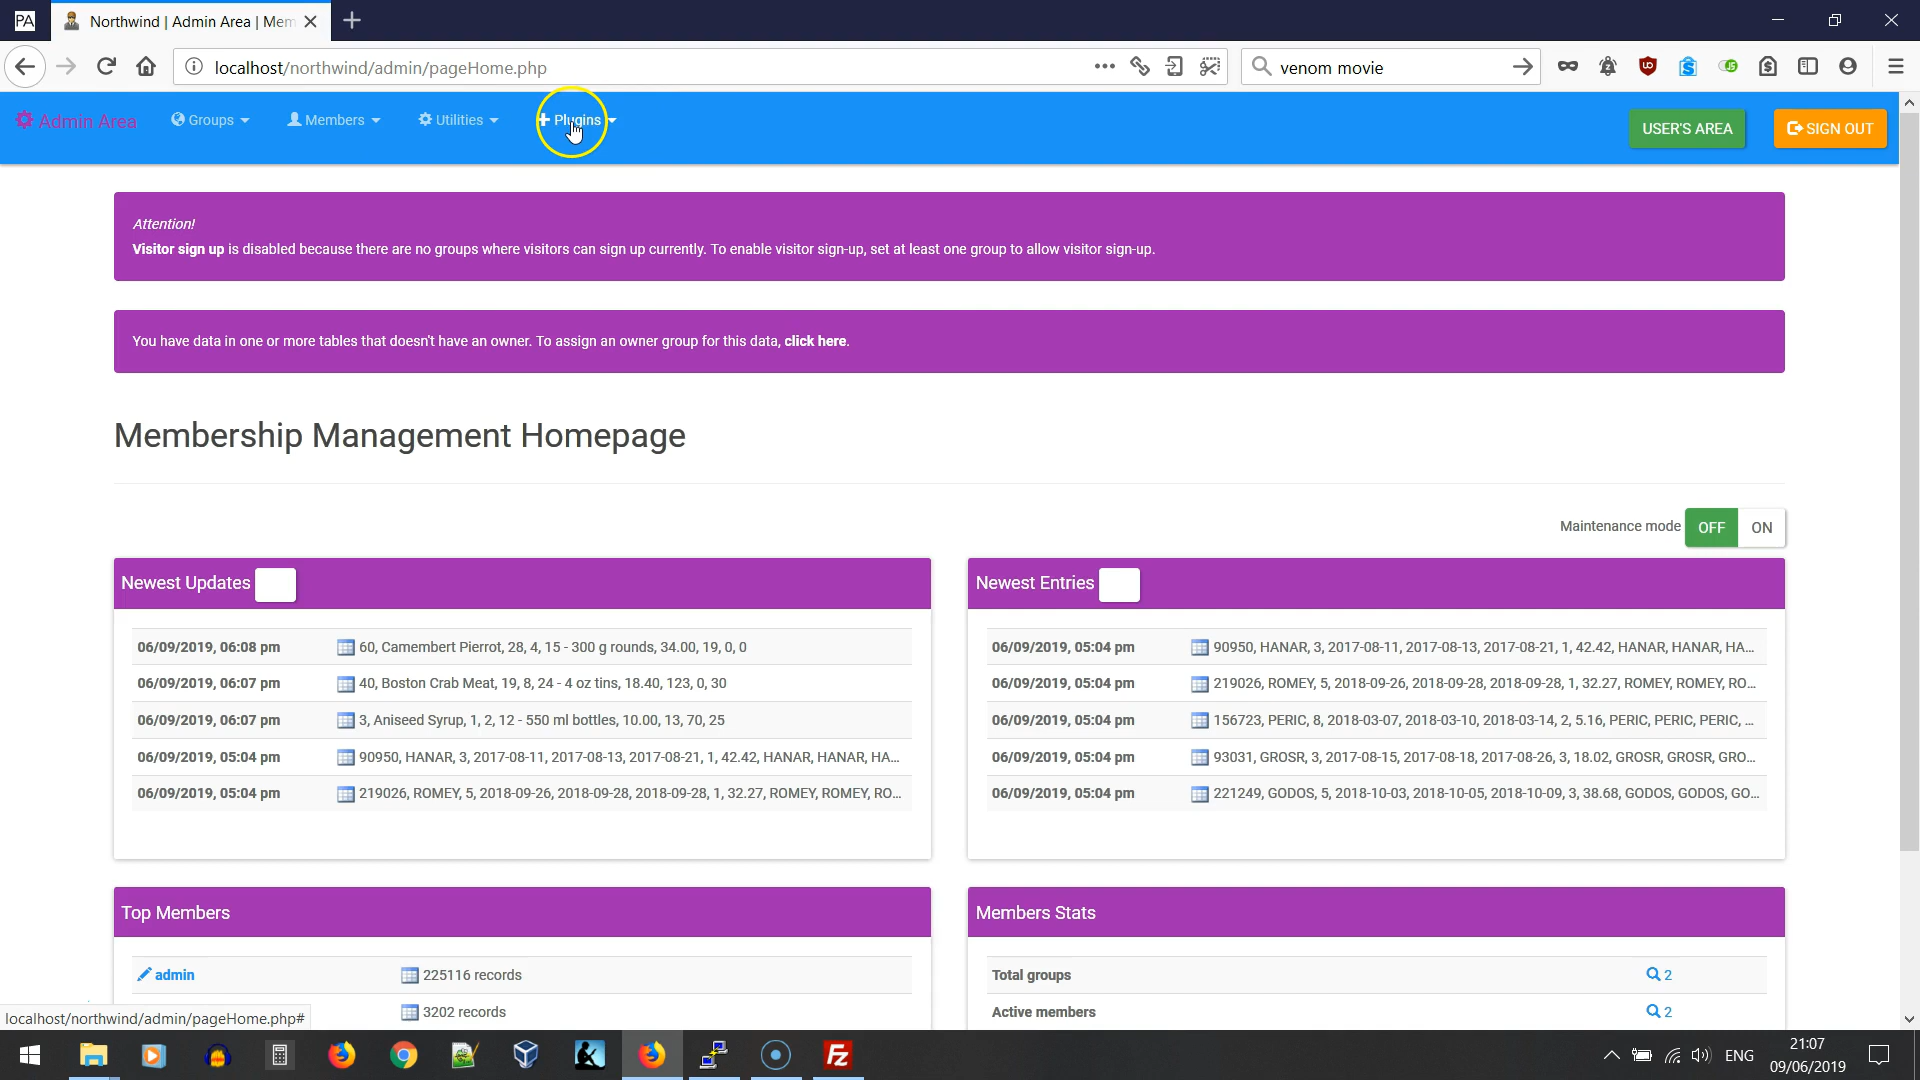 PA
Northwind | Admin Area | Mem
localhost/northwind/admin/pageHome.php
venom movie
Admin Area
Groups
Members
Utilities
Plugins
USER'S AREA
SIGN OUT
Attention!
Visitor sign up is disabled because there are no groups where visitors can sign up currently. To enable visitor sign-up, set at least one group to allow visitor sign-up.
You have data in one or more tables that doesn't have an owner. To assign an owner group for this data, click here.
Membership Management Homepage
Maintenance mode
OFF
ON
Newest Updates
06/09/2019, 06:08 pm 60, Camembert Pierrot, 28, 4, 15 - 300 g rounds, 34.00, 19, 0, 0
06/09/2019, 06:07 pm 40, Boston Crab Meat, 19, 8, 24 - 4 oz tins, 18.40, 123, 0, 30
06/09/2019, 06:07 pm 3, Aniseed Syrup, 1, 2, 12 - 550 ml bottles, 10.00, 13, 70, 25
06/09/2019, 05:04 pm 90950, HANAR, 3, 2017-08-11, 2017-08-13, 2017-08-21, 1, 42.42, HANAR, HANAR, HA...
06/09/2019, 05:04 pm 219026, ROMEY, 5, 2018-09-26, 2018-09-28, 2018-09-28, 1, 32.27, ROMEY, ROMEY, RO...
Newest Entries
06/09/2019, 05:04 pm 90950, HANAR, 3, 2017-08-11, 2017-08-13, 2017-08-21, 1, 42.42, HANAR, HANAR, HA...
06/09/2019, 05:04 pm 219026, ROMEY, 5, 2018-09-26, 2018-09-28, 2018-09-28, 1, 32.27, ROMEY, ROMEY, RO...
06/09/2019, 05:04 pm 156723, PERIC, 8, 2018-03-07, 2018-03-10, 2018-03-14, 2, 5.16, PERIC, PERIC, PERIC, ...
06/09/2019, 05:04 pm 93031, GROSR, 3, 2017-08-15, 2017-08-18, 2017-08-26, 3, 18.02, GROSR, GROSR, GRO...
06/09/2019, 05:04 pm 221249, GODOS, 5, 2018-10-03, 2018-10-05, 2018-10-09, 3, 38.68, GODOS, GODOS, GO...
Top Members
admin 225116 records
3202 records
Members Stats
Total groups 2
Active members 2
localhost/northwind/admin/pageHome.php#
ENG
21:07
09/06/2019